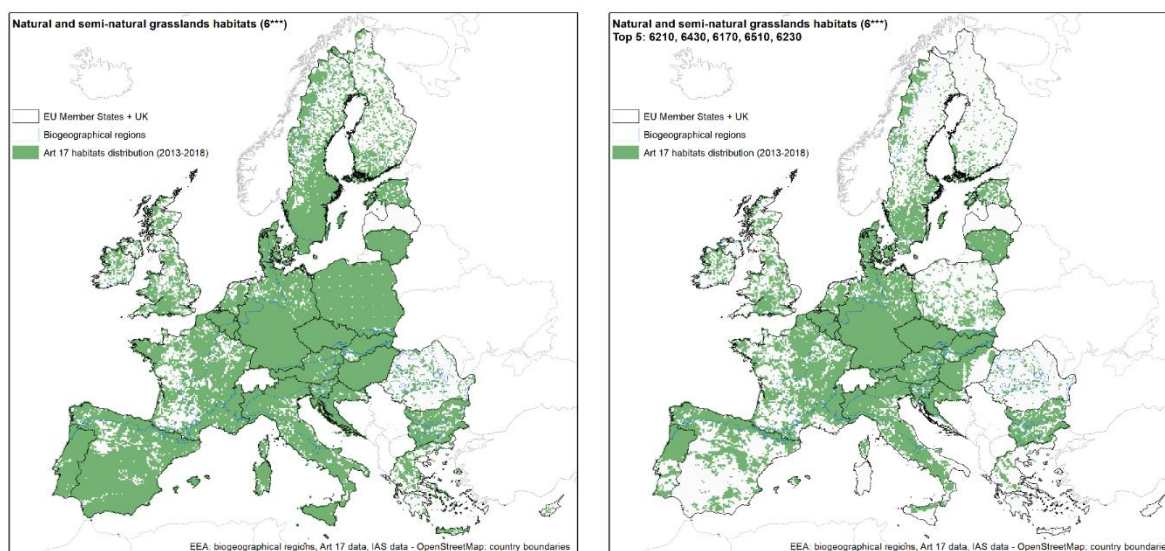 Natural and semi-natural grasslands habitats (6***)
EU Member States + UK
Biogeographical regions
Art 17 habitats distribution (2013-2018)
EEA: biogeographical regions, Art 17 data, IAS data - OpenStreetMap: country boundaries
Natural and semi-natural grasslands habitats (6***)
Top 5: 6210, 6430, 6170, 6510, 6230
EU Member States + UK
Biogeographical regions
Art 17 habitats distribution (2013-2018)
EEA: biogeographical regions, Art 17 data, IAS data - OpenStreetMap: country boundaries